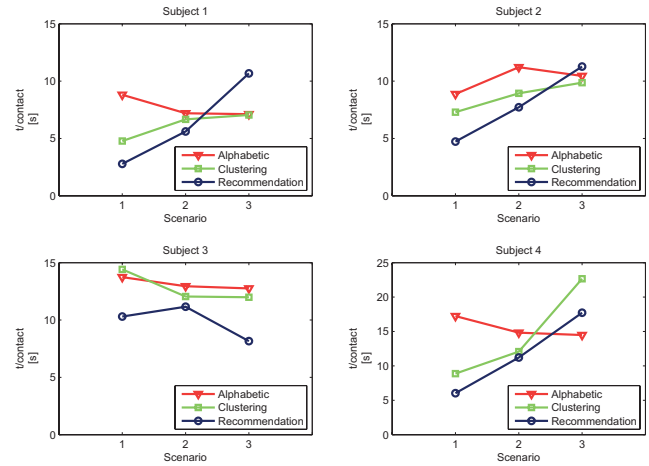 Subject 1
15
10
5
0
t/contact
[s]
Alphabetic
Clustering
Recommendation
1 2 3
Scenario
Subject 2
15
10
5
0
t/contact
[s]
Alphabetic
Clustering
Recommendation
1 2 3
Scenario
Subject 3
15
10
5
0
t/contact
[s]
Alphabetic
Clustering
Recommendation
1 2 3
Scenario
Subject 4
25
20
15
10
5
0
t/contact
[s]
Alphabetic
Clustering
Recommendation
1 2 3
Scenario